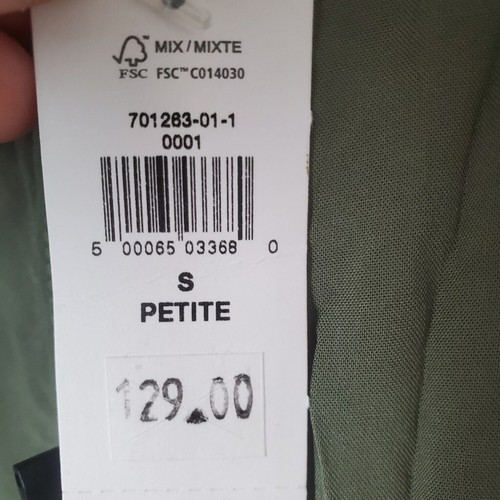 MIX/MIXTE
FSC FSC™ C014030
701263-01-1
0001
5 00065 03368 0
S
PETITE
129.00